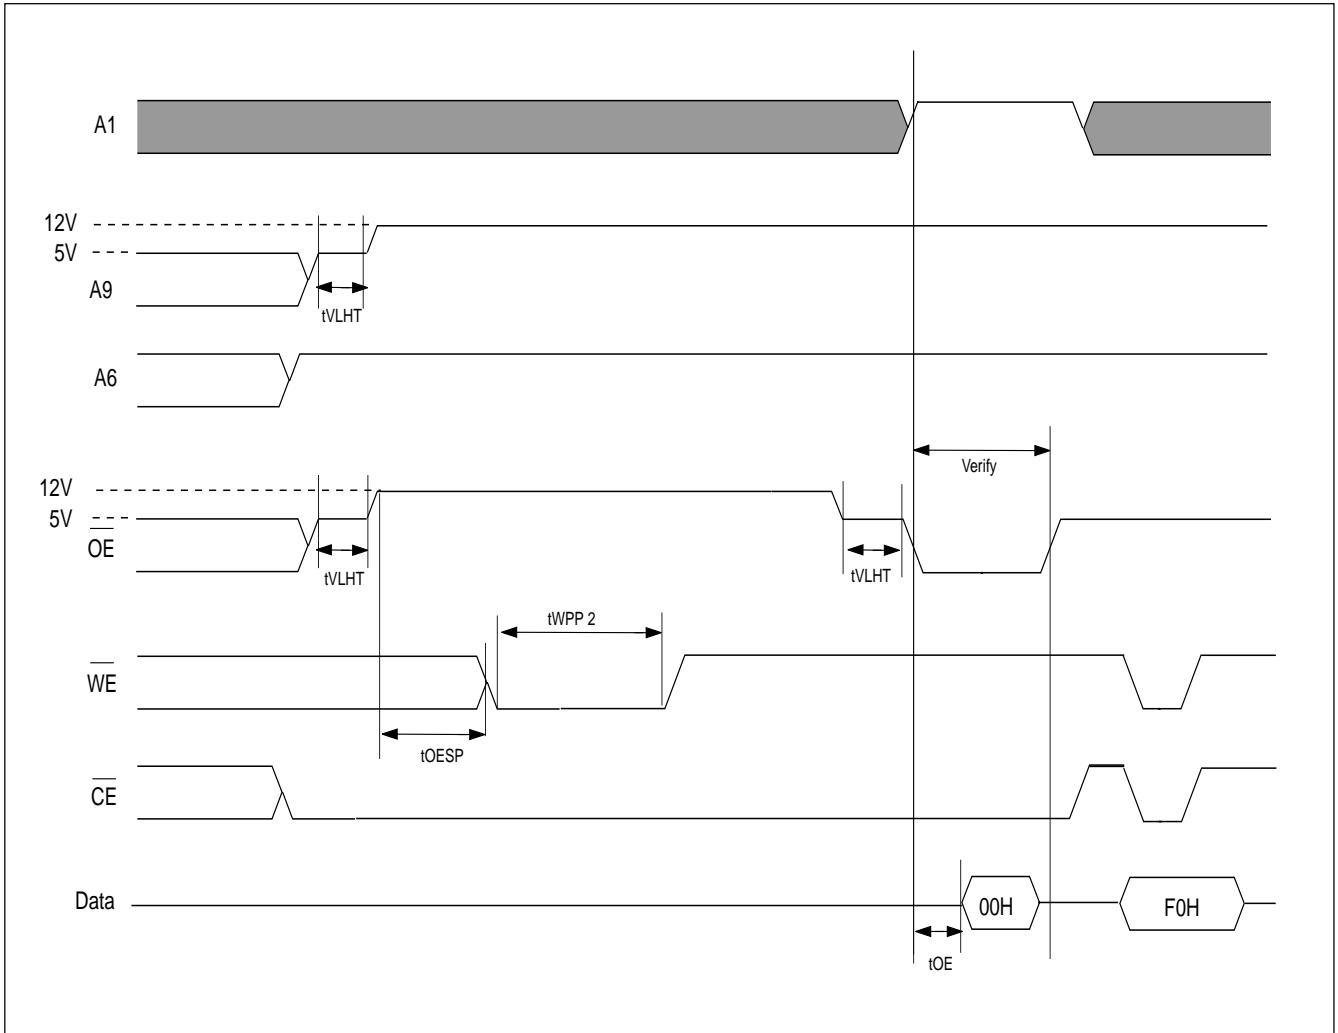 A1
12V
5V
A9
tVLHT
A6
Verify
12V
5V
OE
tVLHT
tVLHT
tWPP 2
WE
tOESP
CE
Data
00H
F0H
tOE